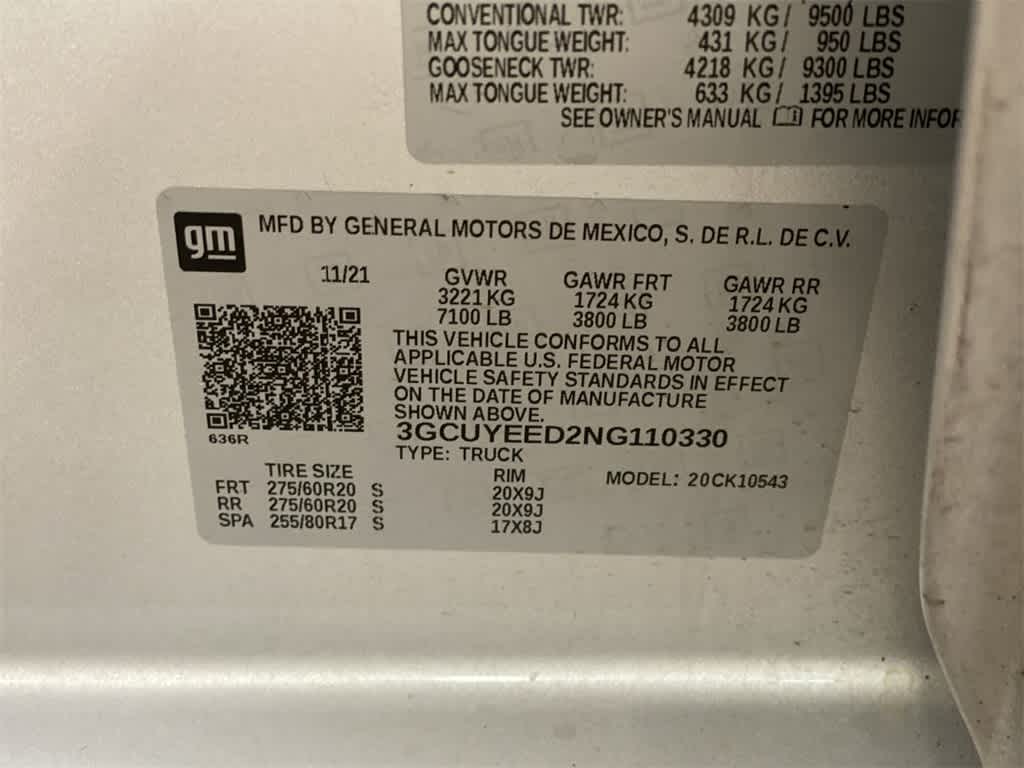 CONVENTIONAL TWR: 4309 KG/ 9500 LBS
MAX TONGUE WEIGHT: 431 KG/ 950 LBS
GOOSENECK TWR: 4218 KG/ 9300 LBS
MAX TONGUE WEIGHT: 633 KG/ 1395 LBS
SEE OWNER'S MANUAL FOR MORE INFOR
gm
MFD BY GENERAL MOTORS DE MEXICO, S. DE R.L. DE C.V.
11/21 GVWR GAWR FRT GAWR RR
3221 KG 1724 KG 1724 KG
7100 LB 3800 LB 3800 LB
THIS VEHICLE CONFORMS TO ALL
APPLICABLE U.S. FEDERAL MOTOR
VEHICLE SAFETY STANDARDS IN EFFECT
ON THE DATE OF MANUFACTURE
SHOWN ABOVE.
636R
3GCUYEED2NG110330
TYPE: TRUCK
TIRE SIZE RIM MODEL: 20CK10543
FRT 275/60R20 S 20X9J
RR 275/60R20 S 20X9J
SPA 255/80R17 S 17X8J